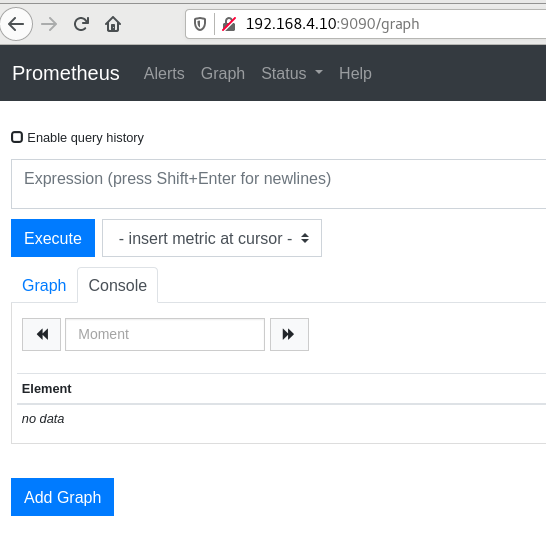 192.168.4.10:9090/graph
Prometheus Alerts Graph Status Help
Enable query history
Expression (press Shift+Enter for newlines)
Execute - insert metric at cursor -
Graph Console
Moment
Element
no data
Add Graph